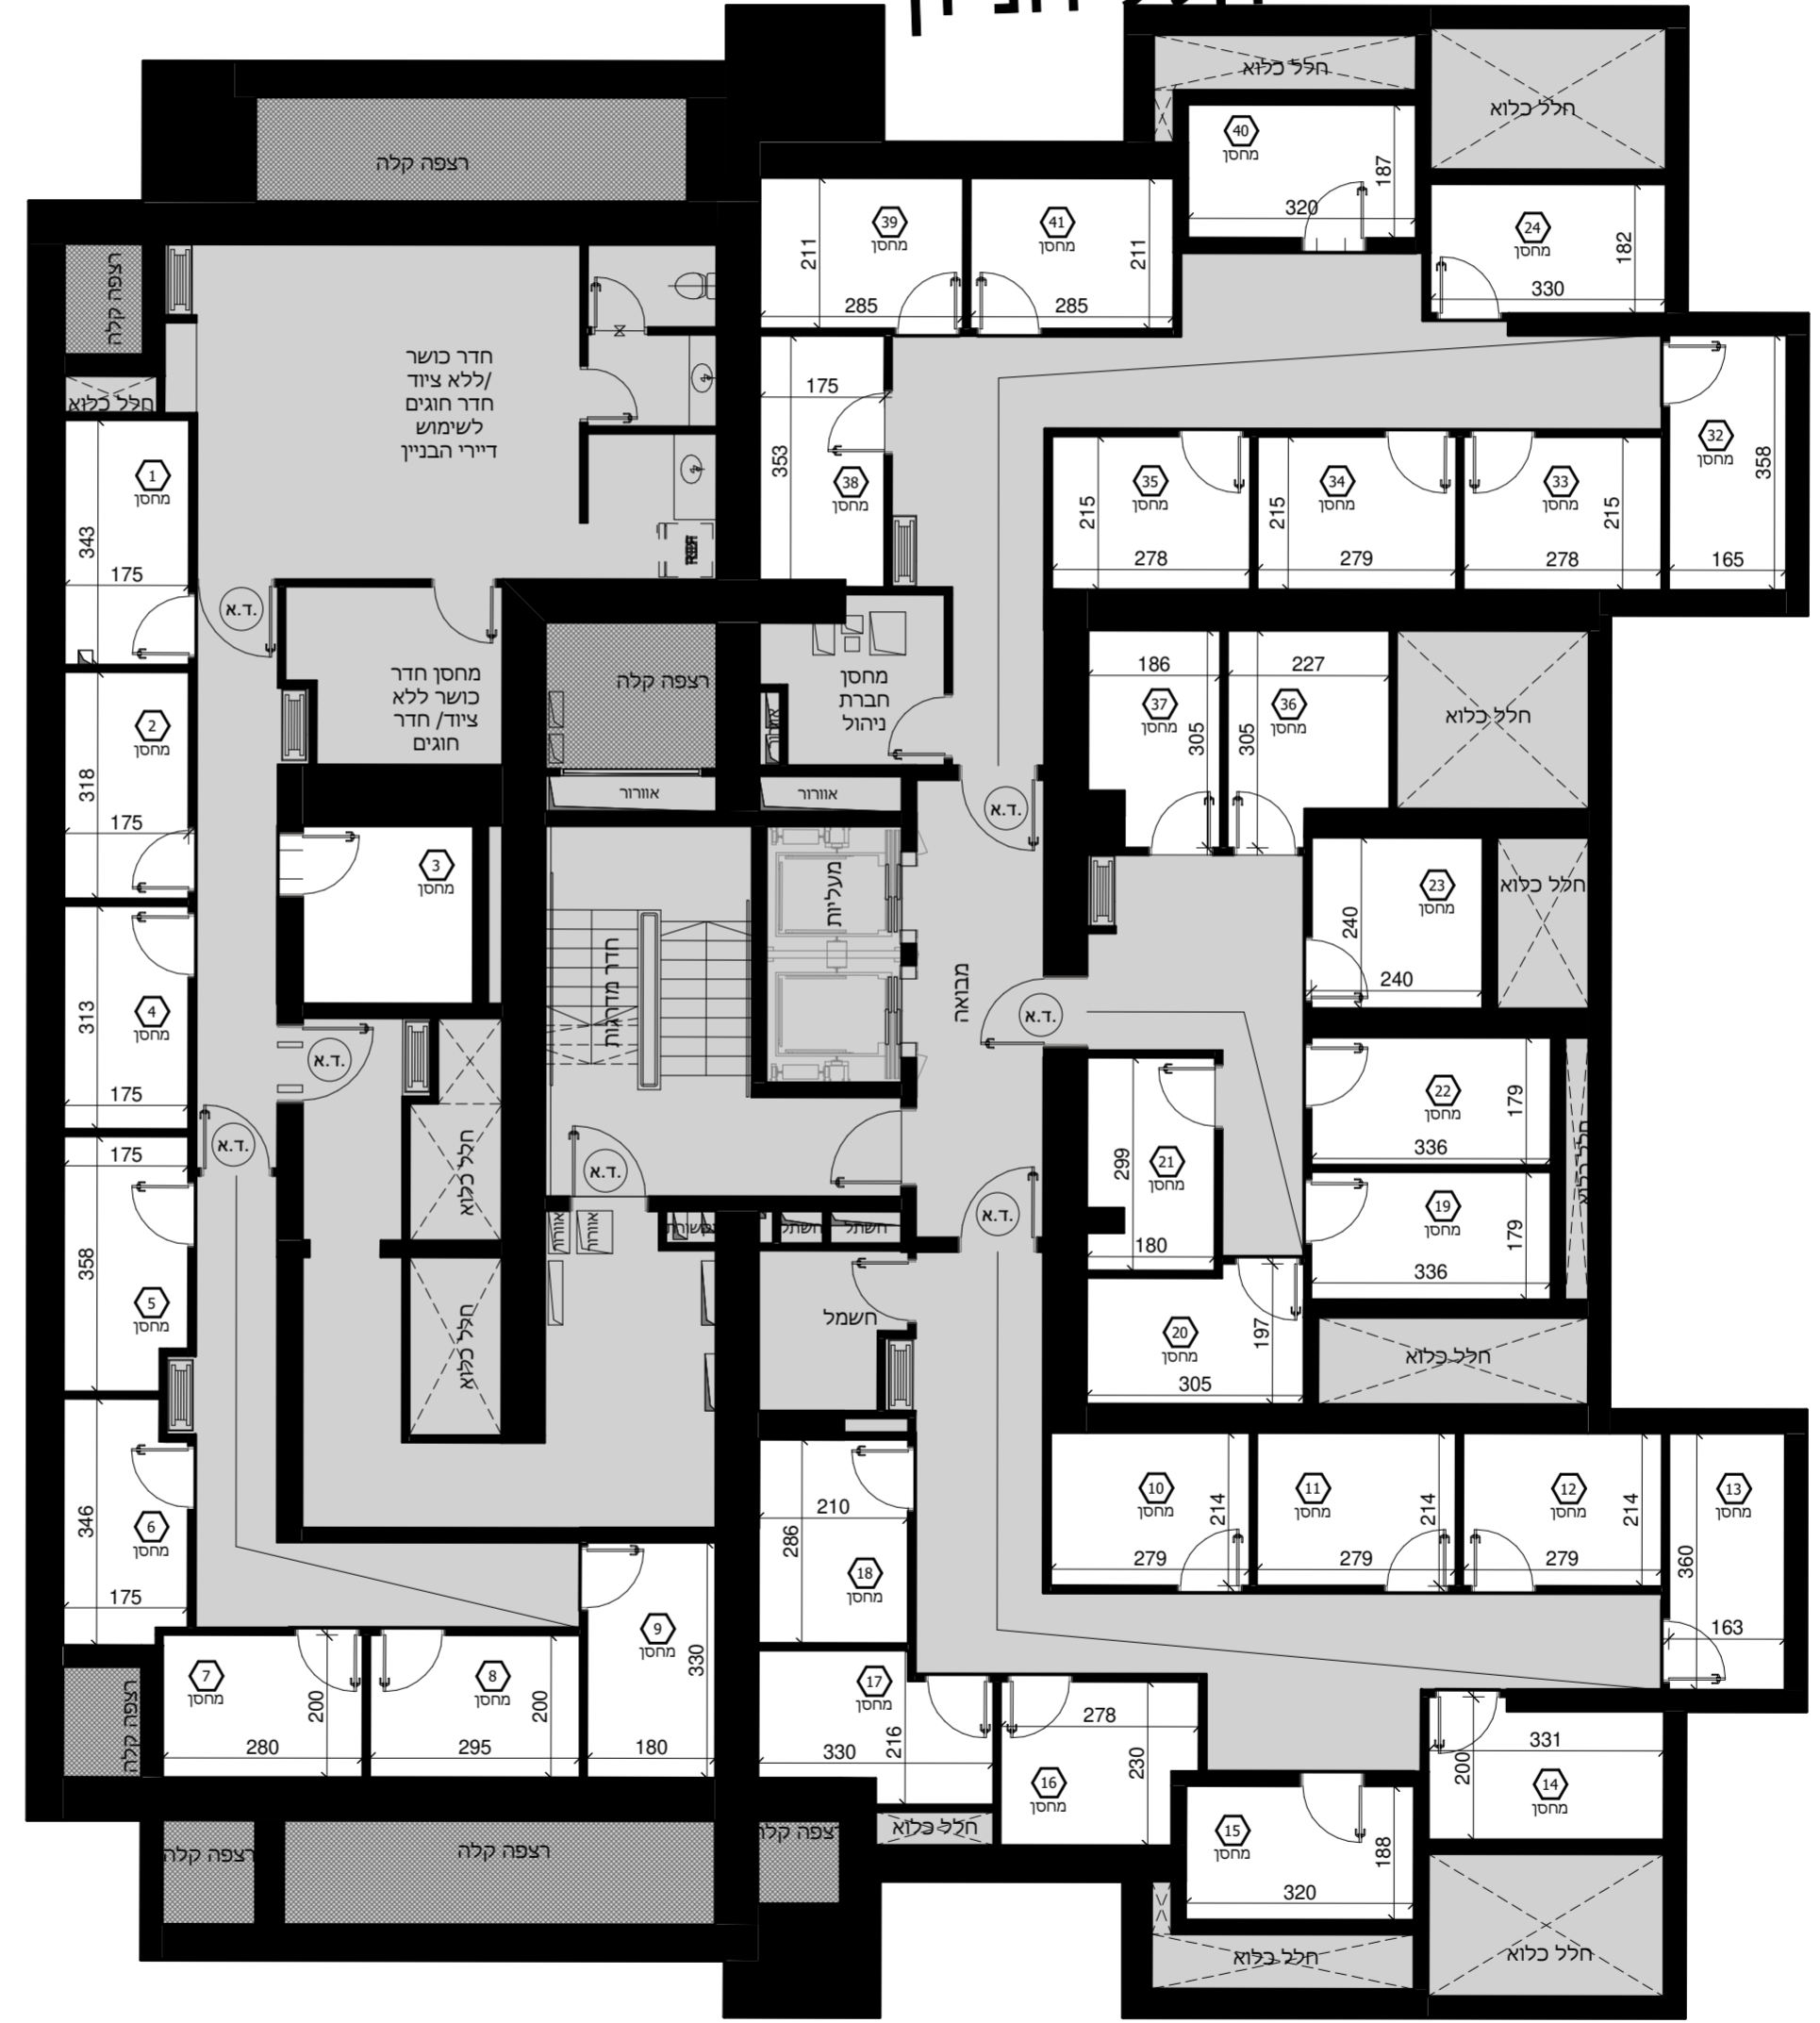 חלל כלוא
חלל כלוא
רצפה קלה
40
מחסן
187
320
24
מחסן
182
330
39
מחסן
211
285
41
מחסן
211
285
רצפה קלה
חלל כלוא
חדר כושר
/ללא ציוד
חדר חוגים
לשימוש
דיירי הבניין
175
353
38
מחסן
32
מחסן
358
165
35
מחסן
215
278
34
מחסן
215
279
33
מחסן
215
278
1
מחסן
343
175
ד.א.
מחסן חדר
כושר ללא
ציוד/ חדר
חוגים
רצפה קלה
מחסן
חברת
ניהול
186
37
מחסן
305
227
36
מחסן
305
חלל כלוא
2
מחסן
318
175
אוורור
אוורור
ד.א.
3
מחסן
מעליות
חדר מדרגות
מבואה
23
מחסן
240
240
חלל כלוא
4
מחסן
313
175
ד.א.
ד.א.
ד.א.
22
מחסן
179
336
חלל כלוא
175
358
5
מחסן
חלל כלוא
ד.א.
ד.א.
299
21
מחסן
180
19
מחסן
179
336
אוורור
אוורור
חשתל
חשתל
חלל כלוא
חשמל
20
מחסן
197
305
חלל כלוא
346
6
מחסן
175
210
286
18
מחסן
10
מחסן
214
279
11
מחסן
214
279
12
מחסן
214
279
13
מחסן
360
163
7
מחסן
200
280
8
מחסן
200
295
9
מחסן
330
180
17
מחסן
216
330
278
16
מחסן
230
331
200
14
מחסן
רצפה קלה
רצפה קלה
רצפה קלה
רצפה קלה
חלל כלוא
15
מחסן
188
320
חלל כלוא
חלל כלוא